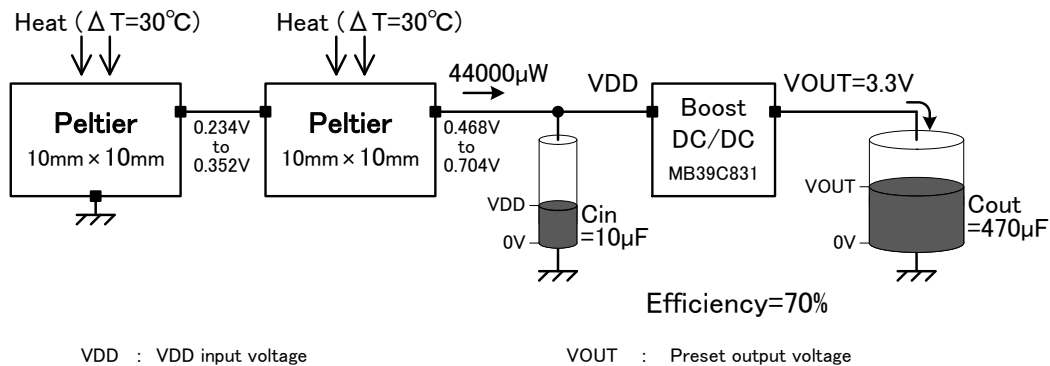 Heat (ΔT=30℃)
Heat (ΔT=30℃)
44000μW
VDD
VOUT=3.3V
Peltier
10mm×10mm
0.234V
to
0.352V
Peltier
10mm×10mm
0.468V
to
0.704V
Boost
DC/DC
MB39C831
VDD
0V
Cin
=10μF
VOUT
0V
Cout
=470μF
Efficiency=70%
VDD : VDD input voltage
VOUT : Preset output voltage